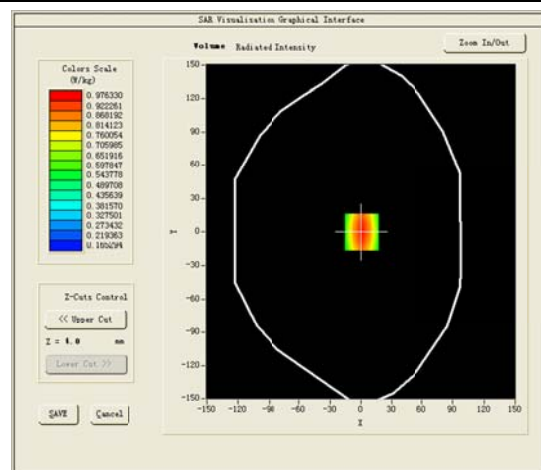 SAR Visualisation Graphical Interface
Volume Radiated Intensity
Zoom In/Out
Colors Scale
(W/kg)
0.976330
0.922261
0.868192
0.814123
0.760054
0.705985
0.651916
0.597847
0.543778
0.489708
0.435639
0.381570
0.327501
0.273432
0.219363
150
120
90
60
30
0
-30
-60
-90
-120
-150
Y
-150 -120 -90 -60 -30 0 30 60 90 120 150
X
Z-Cuts Control
<< Upper Cut
Z = 4.0 mm
Lower Cut >>
SAVE Cancel